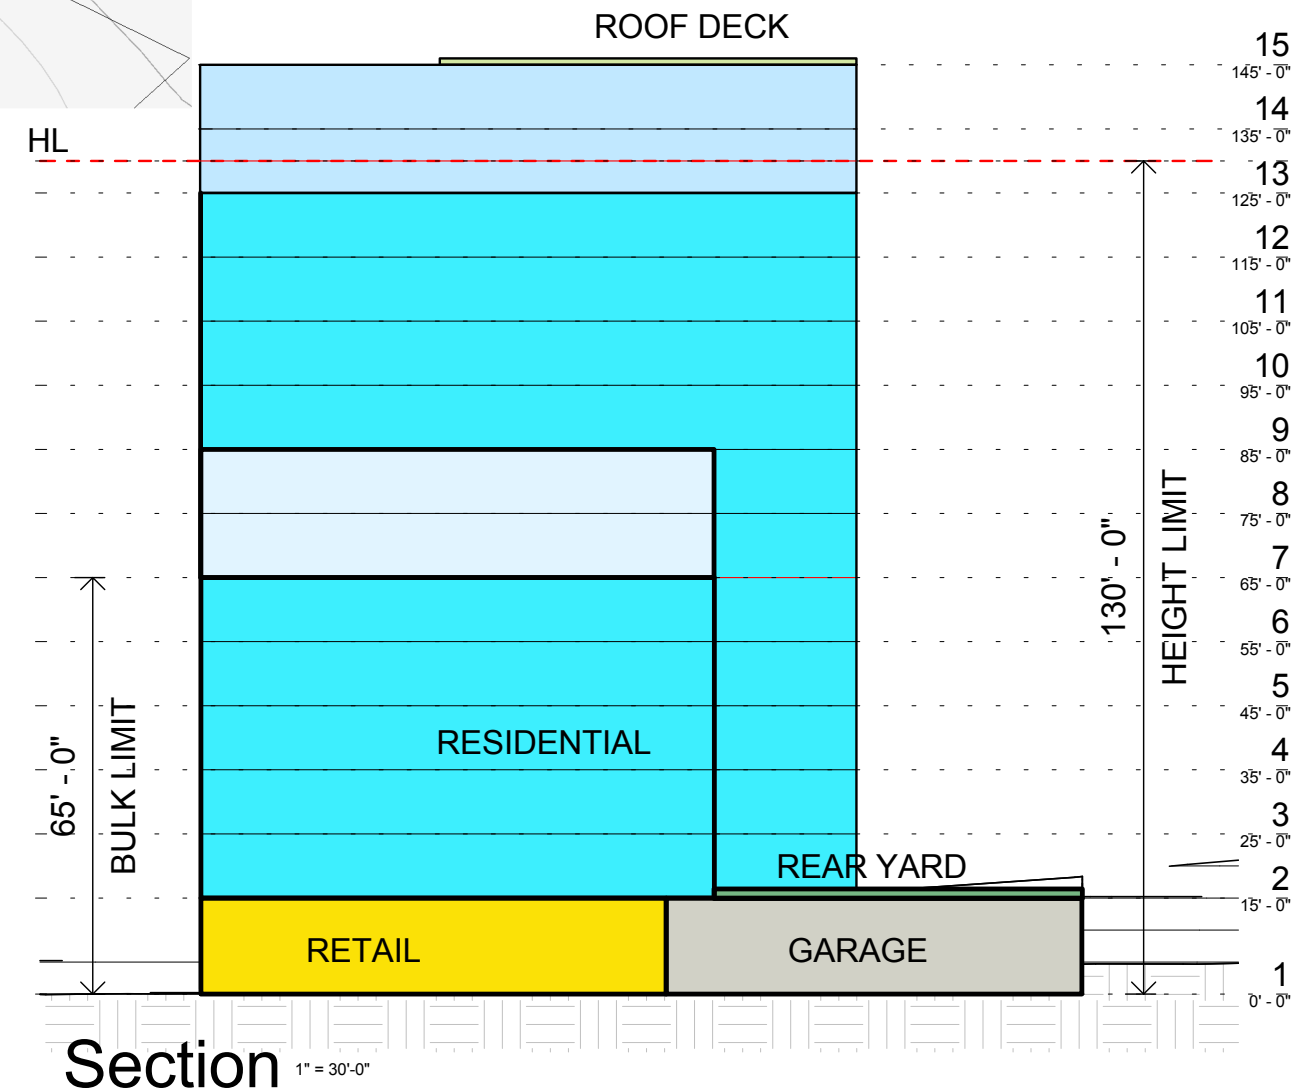 ROOF DECK
15
145' - 0"
14
135' - 0"
HL
13
125' - 0"
12
115' - 0"
11
105' - 0"
10
95' - 0"
9
85' - 0"
8
75' - 0"
7
65' - 0"
6
55' - 0"
5
45' - 0"
4
35' - 0"
3
25' - 0"
2
15' - 0"
1
0' - 0"
130' - 0"
HEIGHT LIMIT
65' - 0"
BULK LIMIT
RESIDENTIAL
REAR YARD
RETAIL
GARAGE
Section 1" = 30'-0"